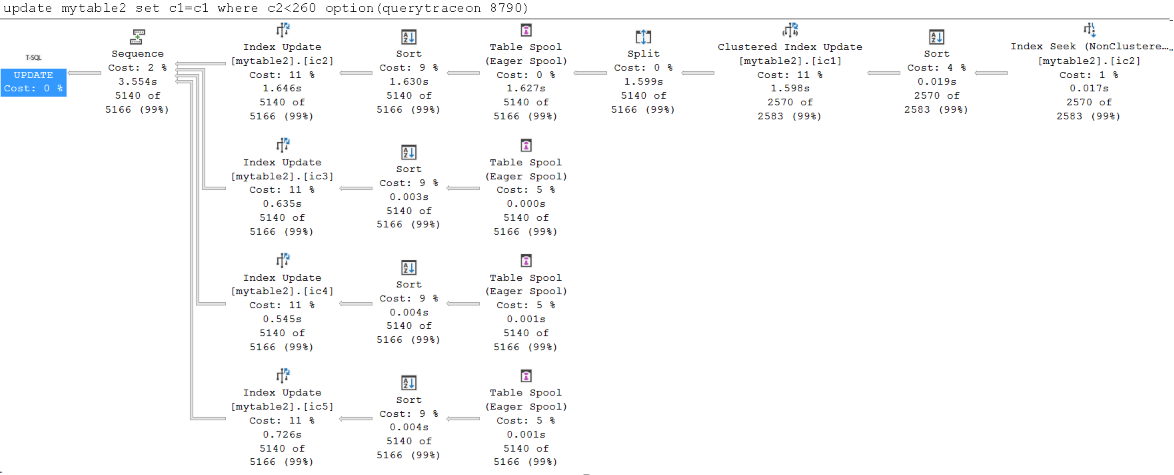 update mytable2 set c1=c1 where c2<260 option(querytraceon 8790)
T-SQL
UPDATE
Cost: 0 %
Sequence
Cost: 2 %
3.554s
5140 of
5166 (99%)
Index Update
[mytable2].[ic2]
Cost: 11 %
1.646s
5140 of
5166 (99%)
Sort
Cost: 9 %
1.630s
5140 of
5166 (99%)
Table Spool
(Eager Spool)
Cost: 0 %
1.627s
5140 of
5166 (99%)
Split
Cost: 0 %
1.599s
5140 of
5166 (99%)
Clustered Index Update
[mytable2].[ic1]
Cost: 11 %
1.598s
2570 of
2583 (99%)
Sort
Cost: 4 %
0.019s
2570 of
2583 (99%)
Index Seek (NonClustere…
[mytable2].[ic2]
Cost: 1 %
0.017s
2570 of
2583 (99%)
Index Update
[mytable2].[ic3]
Cost: 11 %
0.635s
5140 of
5166 (99%)
Sort
Cost: 9 %
0.003s
5140 of
5166 (99%)
Table Spool
(Eager Spool)
Cost: 5 %
0.000s
5140 of
5166 (99%)
Index Update
[mytable2].[ic4]
Cost: 11 %
0.545s
5140 of
5166 (99%)
Sort
Cost: 9 %
0.004s
5140 of
5166 (99%)
Table Spool
(Eager Spool)
Cost: 5 %
0.001s
5140 of
5166 (99%)
Index Update
[mytable2].[ic5]
Cost: 11 %
0.726s
5140 of
5166 (99%)
Sort
Cost: 9 %
0.004s
5140 of
5166 (99%)
Table Spool
(Eager Spool)
Cost: 5 %
0.001s
5140 of
5166 (99%)